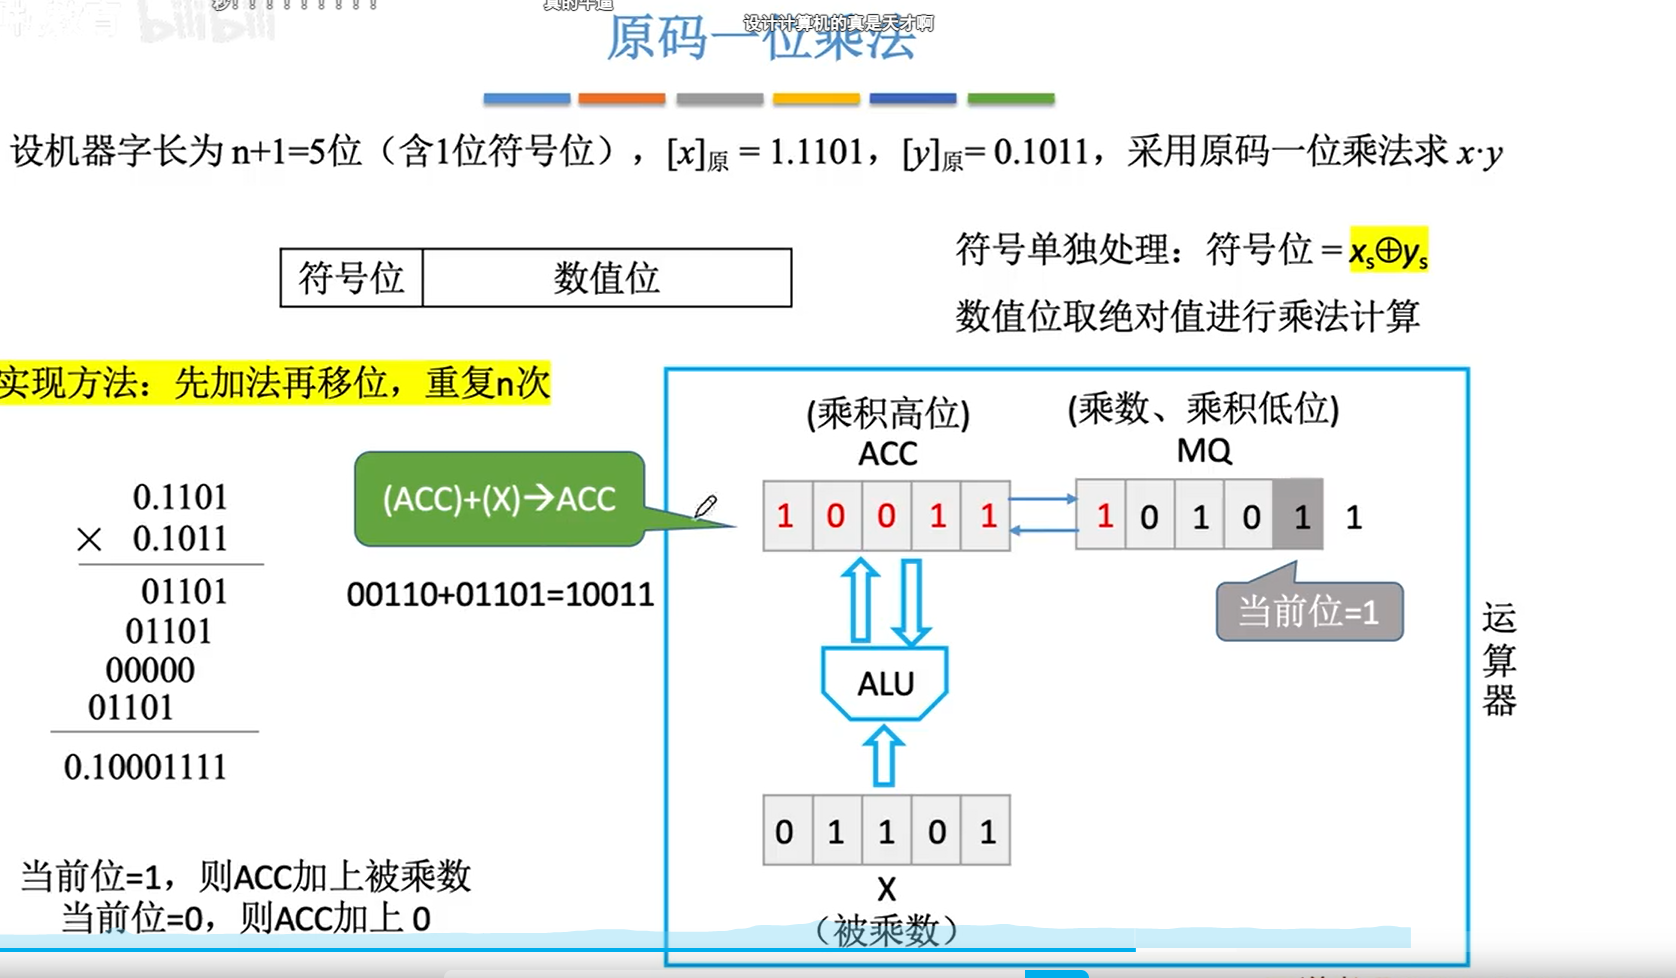 真的牛逼
设计计算机的真是天才啊
原码一位乘法
设机器字长为 n+1=5位（含1位符号位），[x]原 = 1.1101，[y]原= 0.1011，采用原码一位乘法求 x·y
符号位 数值位
符号单独处理：符号位 = xs⊕ys
数值位取绝对值进行乘法计算
实现方法：先加法再移位，重复n次
0.1101
× 0.1011
01101
01101
00000
01101
0.10001111
(ACC)+(X)→ACC
00110+01101=10011
(乘积高位)
ACC
(乘数、乘积低位)
MQ
1 0 0 1 1
1 0 1 0 1 1
当前位=1
ALU
0 1 1 0 1
X
（被乘数）
运算器
当前位=1，则ACC加上被乘数
当前位=0，则ACC加上 0